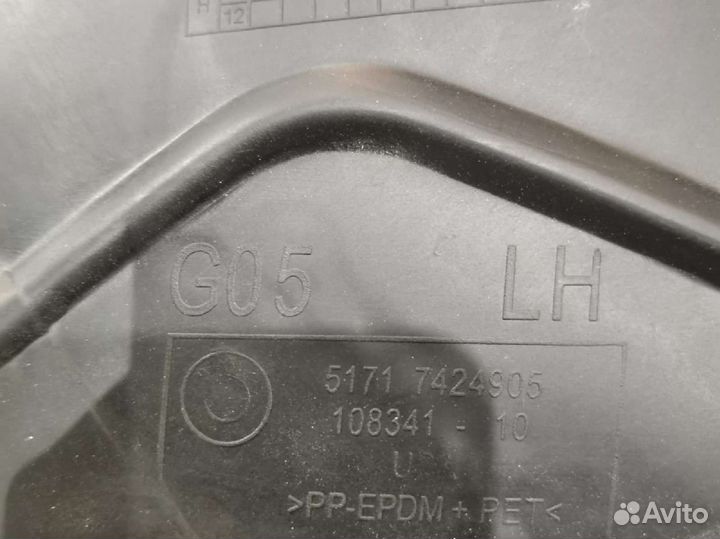 H 12
G05 LH
5171 7424905
108341 - 10
U
>PP-EPDM + PET<
Avito